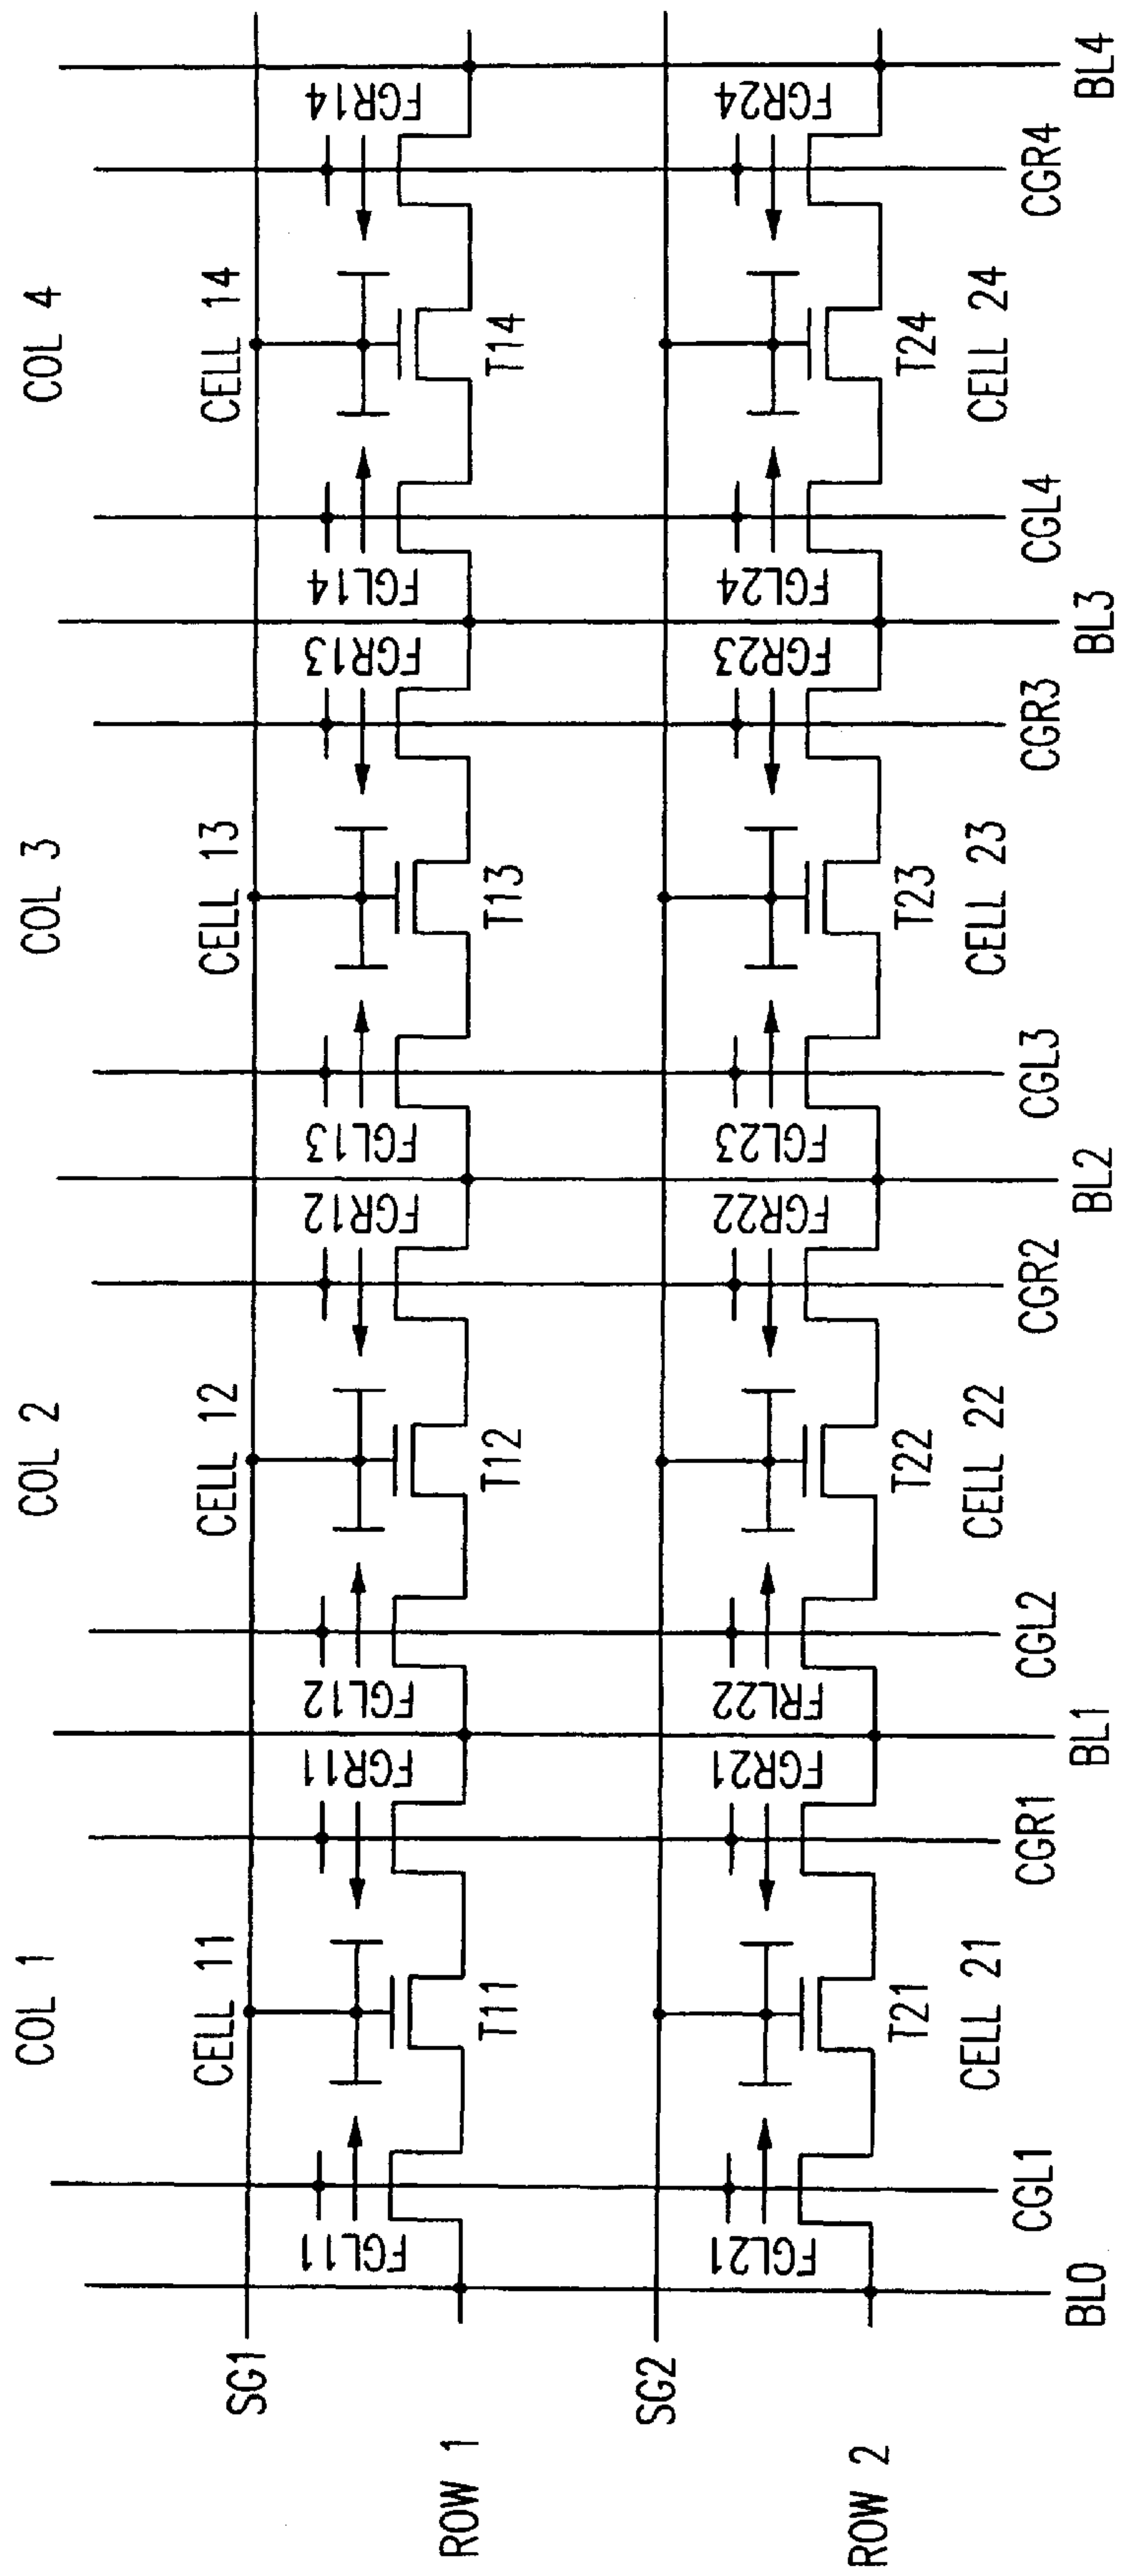 COL 1
COL 2
COL 3
COL 4
CELL 11
CELL 12
CELL 13
CELL 14
SG1
FGL11
FGR11
FGL12
FGR12
FGL13
FGR13
FGL14
FGR14
ROW 1
T11
T12
T13
T14
SG2
FGL21
FGR21
FRL22
FGR22
FGL23
FGR23
FGL24
FGR24
ROW 2
T21
T22
T23
T24
CELL 21
CELL 22
CELL 23
CELL 24
CGL1
CGR1
CGL2
CGR2
CGL3
CGR3
CGL4
CGR4
BL0
BL1
BL2
BL3
BL4